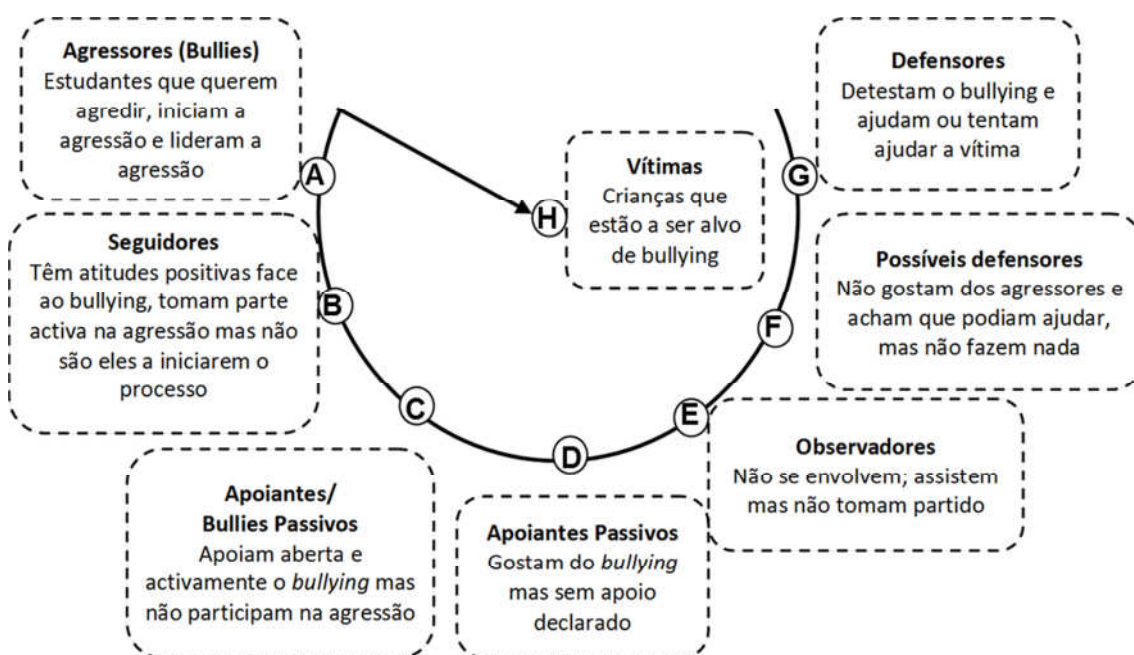 Agressores (Bullies)
Estudantes que querem
agredir, iniciam a
agressão e lideram a
agressão
A
Seguidores
Têm atitudes positivas face
ao bullying, tomam parte
activa na agressão mas não
são eles a iniciarem o
processo
B
Apoiantes/
Bullies Passivos
Apoiam aberta e
activamente o bullying mas
não participam na agressão
C
Apoiantes Passivos
Gostam do bullying
mas sem apoio
declarado
D
Observadores
Não se envolvem; assistem
mas não tomam partido
E
Possíveis defensores
Não gostam dos agressores e
acham que podiam ajudar,
mas não fazem nada
F
Defensores
Detestam o bullying e
ajudam ou tentam
ajudar a vítima
G
Vítimas
Crianças que
estão a ser alvo
de bullying
H